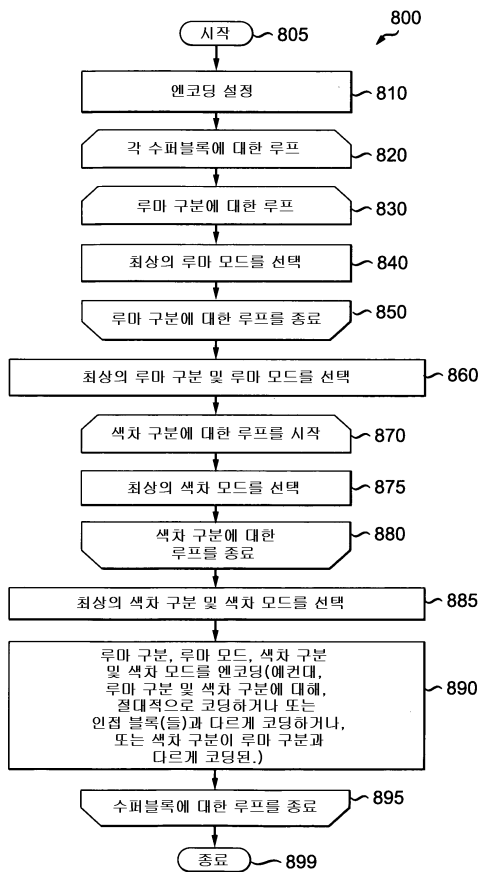 800
시작 805
엔코딩 설정 810
각 수퍼블록에 대한 루프 820
루마 구분에 대한 루프 830
최상의 루마 모드를 선택 840
루마 구분에 대한 루프를 종료 850
최상의 루마 구분 및 루마 모드를 선택 860
색차 구분에 대한 루프를 시작 870
최상의 색차 모드를 선택 875
색차 구분에 대한
루프를 종료
880
최상의 색차 구분 및 색차 모드를 선택 885
루마 구분, 루마 모드, 색차 구분
및 색차 모드를 엔코딩(예컨대,
루마 구분 및 색차 구분에 대해,
절대적으로 코딩하거나 또는
인접 블록(들)과 다르게 코딩하거나,
또는 색차 구분이 루마 구분과
다르게 코딩된.)
890
수퍼블록에 대한 루프를 종료 895
종료 899